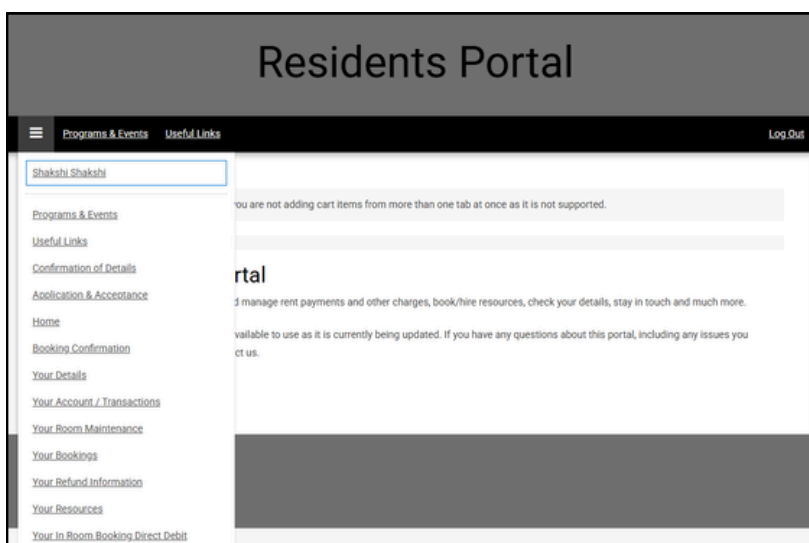 Residents Portal
Programs & Events
Useful Links
Log Out
Shakshi Shakshi
Programs & Events
Useful Links
Confirmation of Details
Application & Acceptance
Home
Booking Confirmation
Your Details
Your Account / Transactions
Your Room Maintenance
Your Bookings
Your Refund Information
Your Resources
Your In Room Booking Direct Debit
you are not adding cart items from more than one tab at once as it is not supported.
rtal
d manage rent payments and other charges, book/hire resources, check your details, stay in touch and much more.
vailable to use as it is currently being updated. If you have any questions about this portal, including any issues you
ct us.